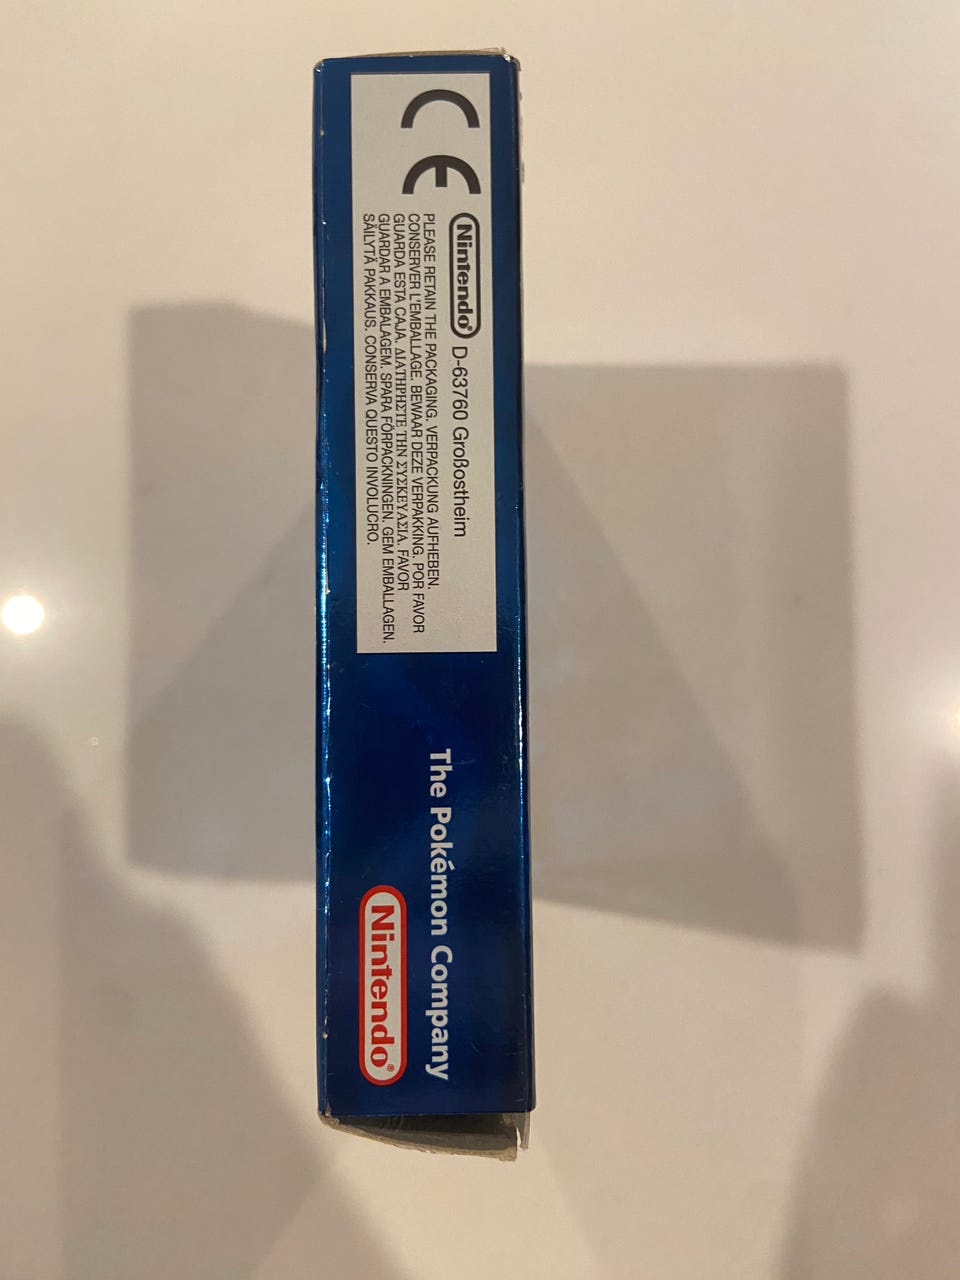 CE
Nintendo® D-63760 Großostheim
PLEASE RETAIN THE PACKAGING. VERPACKUNG AUFHEBEN.
CONSERVER L'EMBALLAGE. BEWAAR DEZE VERPAKKING. POR FAVOR
GUARDA ESTA CAJA. ΔΙΑΤΗΡΗΣΤΕ ΤΗΝ ΣΥΣΚΕΥΑΣΙΑ. FAVOR
GUARDAR A EMBALAGEM. SPARA FÖRPACKNINGEN. GEM EMBALLAGEN.
SÄILYTÄ PAKKAUS. CONSERVA QUESTO INVOLUCRO.
The Pokémon Company
Nintendo®